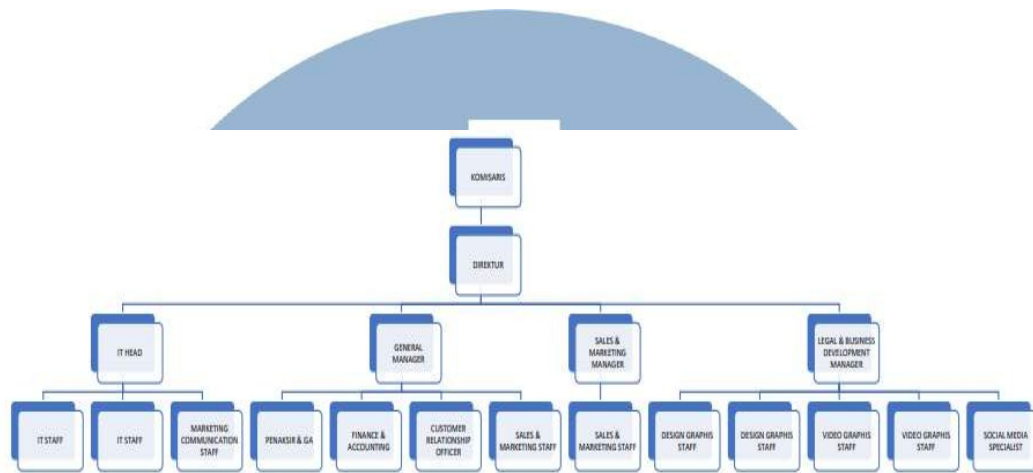 KOMISARIS
DIREKTUR
IT HEAD
GENERAL
MANAGER
SALES &
MARKETING
MANAGER
LEGAL & BUSINESS
DEVELOPMENT
MANAGER
IT STAFF
IT STAFF
MARKETING
COMMUNICATION
STAFF
PENAKSIR & GA
FINANCE &
ACCOUNTING
CUSTOMER
RELATIONSHIP
OFFICER
SALES &
MARKETING STAFF
SALES &
MARKETING STAFF
DESIGN GRAPHIS
STAFF
DESIGN GRAPHIS
STAFF
VIDEO GRAPHIS
STAFF
VIDEO GRAPHIS
STAFF
SOCIAL MEDIA
SPECIALIST